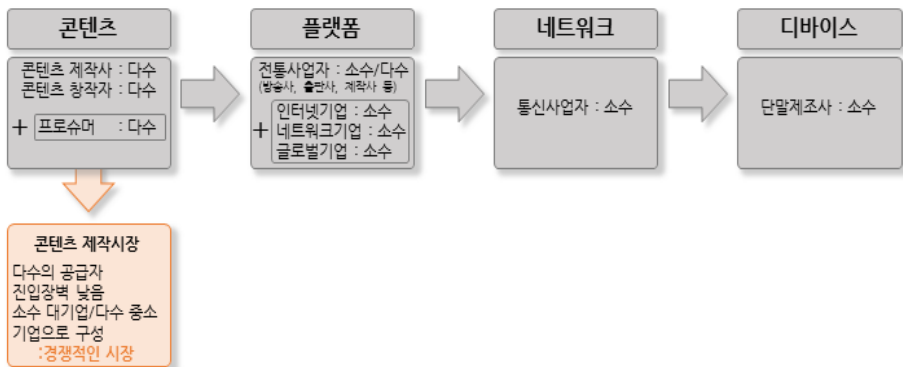 콘텐츠
콘텐츠 제작사 : 다수
콘텐츠 창작자 : 다수
+ 프로슈머 : 다수
플랫폼
전통사업자 : 소수/다수
(방송사, 출판사, 제작사 등)
인터넷기업 : 소수
+ 네트워크기업 : 소수
글로벌기업 : 소수
네트워크
통신사업자 : 소수
디바이스
단말제조사 : 소수
콘텐츠 제작시장
다수의 공급자
진입장벽 낮음
소수 대기업/다수 중소
기업으로 구성
:경쟁적인 시장